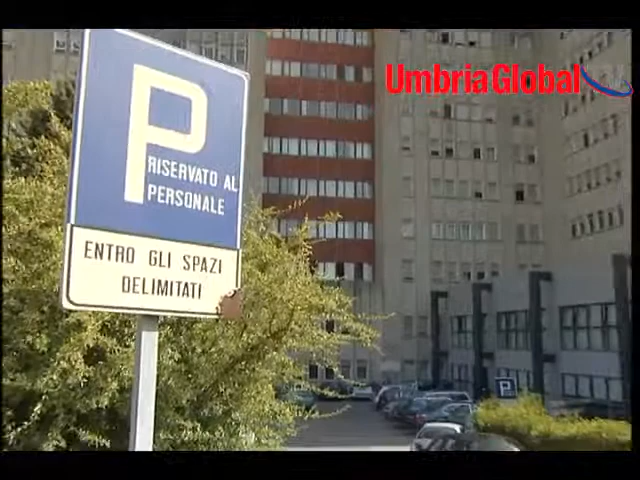 UmbriaGlobal
P
RISERVATO AL
PERSONALE
ENTRO GLI SPAZI
DELIMITATI
P